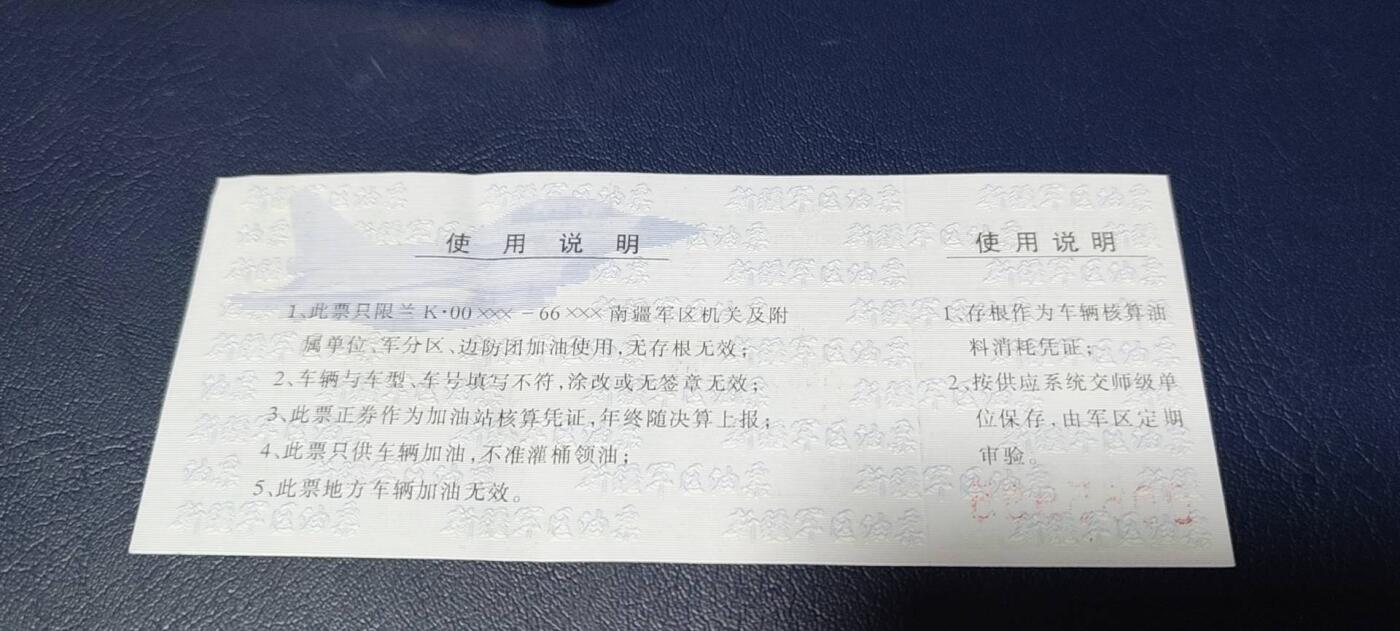 使用说明
1、此票只限兰K·00×××-66×××南疆军区机关及附
属单位、军分区、边防团加油使用,无存根无效;
2、车辆与车型、车号填写不符,涂改或无签章无效;
3、此票正券作为加油站核算凭证,年终随决算上报;
4、此票只供车辆加油,不准灌桶领油;
5、此票地方车辆加油无效。
使用说明
1、存根作为车辆核算油
料消耗凭证;
2、按供应系统交师级单
位保存,由军区定期
审验。
新疆军区油票